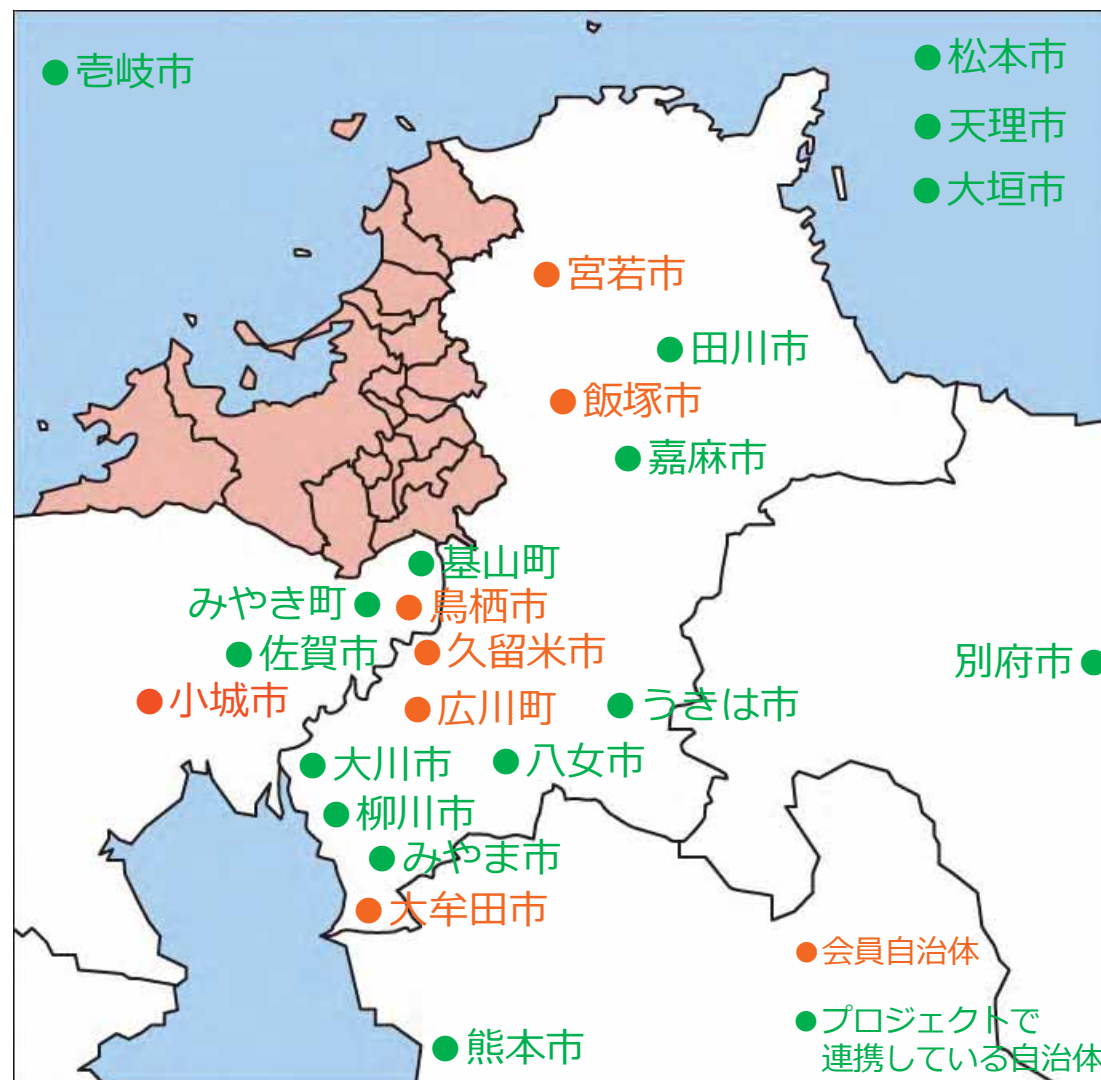 壱岐市
松本市
天理市
大垣市
宮若市
田川市
飯塚市
嘉麻市
基山町
みやき町
鳥栖市
佐賀市
久留米市
別府市
小城市
広川町
うきは市
大川市
八女市
柳川市
みやま市
大牟田市
会員自治体
プロジェクトで
連携している自治体
熊本市